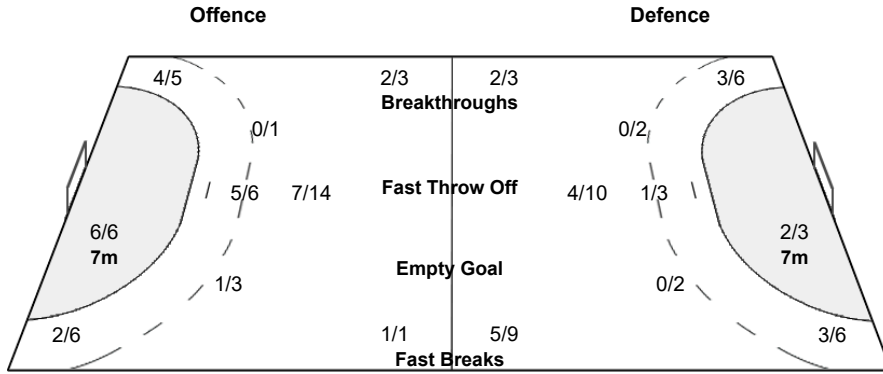 Offence Defence
4/5 2/3 2/3 3/6
Breakthroughs
0/1 0/2
5/6 7/14 Fast Throw Off 4/10 1/3
6/6 2/3
7m 7m
Empty Goal
1/3 0/2
2/6 1/1 5/9 3/6
Fast Breaks